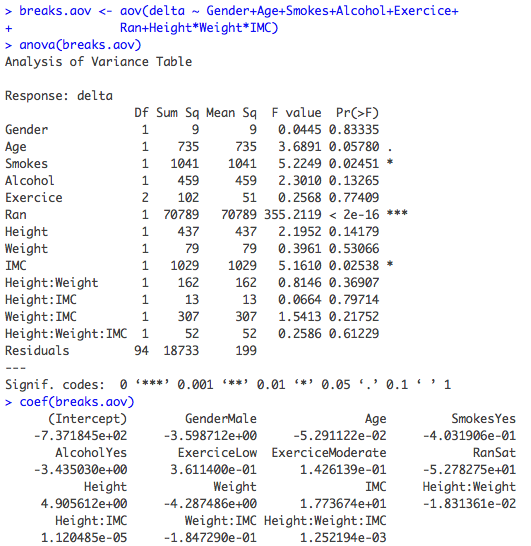 > breaks.aov <- aov(delta ~ Gender+Age+Smokes+Alcohol+Exercice+
+ Ran+Height*Weight*IMC)
> anova(breaks.aov)
Analysis of Variance Table
Response: delta
Df Sum Sq Mean Sq F value Pr(>F)
Gender 1 9 9 0.0445 0.83335
Age 1 735 735 3.6891 0.05780 .
Smokes 1 1041 1041 5.2249 0.02451 *
Alcohol 1 459 459 2.3010 0.13265
Exercice 2 102 51 0.2568 0.77409
Ran 1 70789 70789 355.2119 < 2e-16 ***
Height 1 437 437 2.1952 0.14179
Weight 1 79 79 0.3961 0.53066
IMC 1 1029 1029 5.1610 0.02538 *
Height:Weight 1 162 162 0.8146 0.36907
Height:IMC 1 13 13 0.0664 0.79714
Weight:IMC 1 307 307 1.5413 0.21752
Height:Weight:IMC 1 52 52 0.2586 0.61229
Residuals 94 18733 199
---
Signif. codes: 0 ‘***’ 0.001 ‘**’ 0.01 ‘*’ 0.05 ‘.’ 0.1 ‘ ’ 1
> coef(breaks.aov)
(Intercept) GenderMale Age SmokesYes
-7.371845e+02 -3.598712e+00 -5.291122e-02 -4.031906e-01
AlcoholYes ExerciceLow ExerciceModerate RanSat
-3.435030e+00 3.611400e-01 1.426139e-01 -5.278275e+01
Height Weight IMC Height:Weight
4.905612e+00 -4.287486e+00 1.773674e+01 -1.831361e-02
Height:IMC Weight:IMC Height:Weight:IMC
1.120485e-05 -1.847290e-01 1.252194e-03